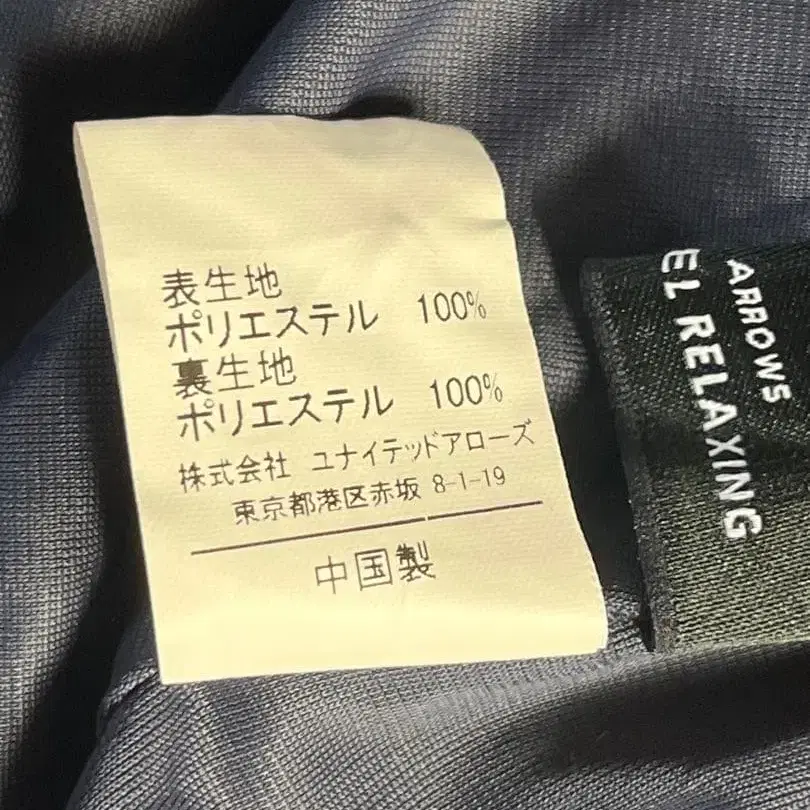 表生地
ポリエステル 100%
裏生地
ポリエステル 100%
株式会社 ユナイテッドアローズ
東京都港区赤坂 8-1-19
中国製
ARROWS
EL RELAXING